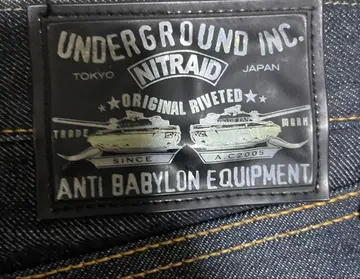 UNDERGROUND INC.
TOKYO NITRAID JAPAN
★ ORIGINAL RIVETED ★
TRADE MARK
SINCE A.C2005
ANTI BABYLON EQUIPMENT